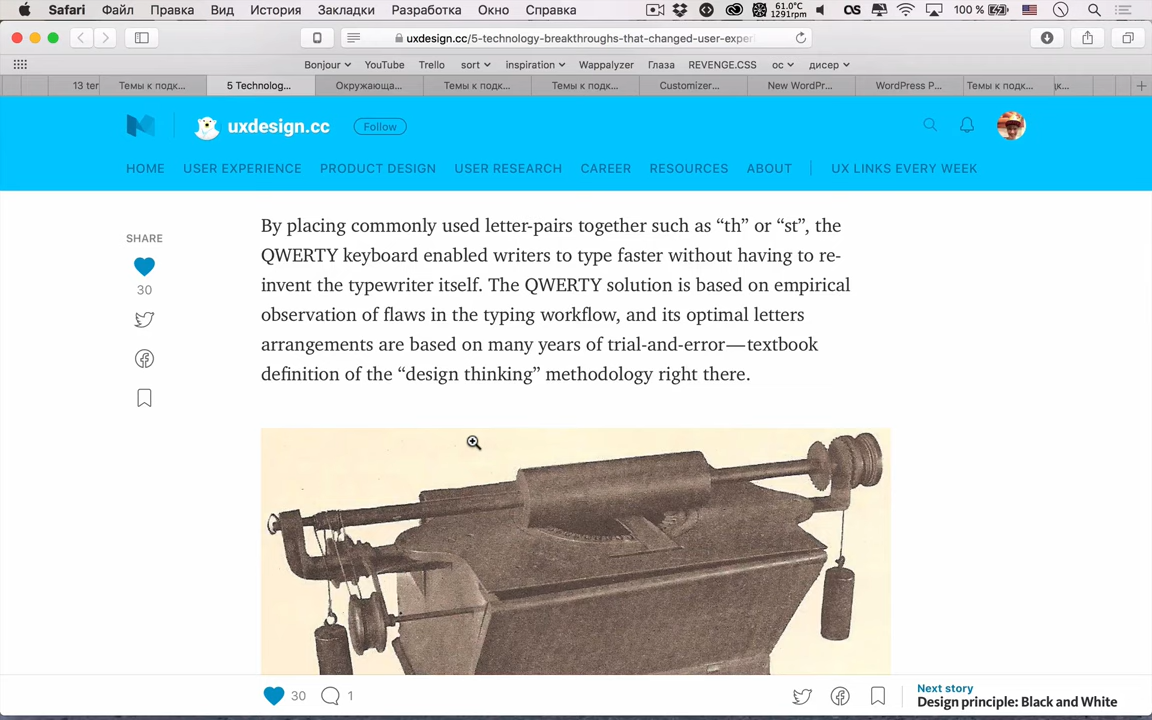 Safari Файл Правка Вид История Закладки Разработка Окно Справка 61.0°C 1291rpm 100 %
uxdesign.cc/5-technology-breakthroughs-that-changed-user-exper
Bonjour YouTube Trello sort inspiration Wappalyzer Глаза REVENGE.CSS ос дисер
13 ter Темы к подк... 5 Technolog... Окружающа... Темы к подк... Темы к подк... Customizer... New WordPr... WordPress P... Темы к подк...
uxdesign.cc Follow
HOME USER EXPERIENCE PRODUCT DESIGN USER RESEARCH CAREER RESOURCES ABOUT UX LINKS EVERY WEEK
SHARE
30
By placing commonly used letter-pairs together such as “th” or “st”, the
QWERTY keyboard enabled writers to type faster without having to re-
invent the typewriter itself. The QWERTY solution is based on empirical
observation of flaws in the typing workflow, and its optimal letters
arrangements are based on many years of trial-and-error—textbook
definition of the “design thinking” methodology right there.
30 1
Next story
Design principle: Black and White